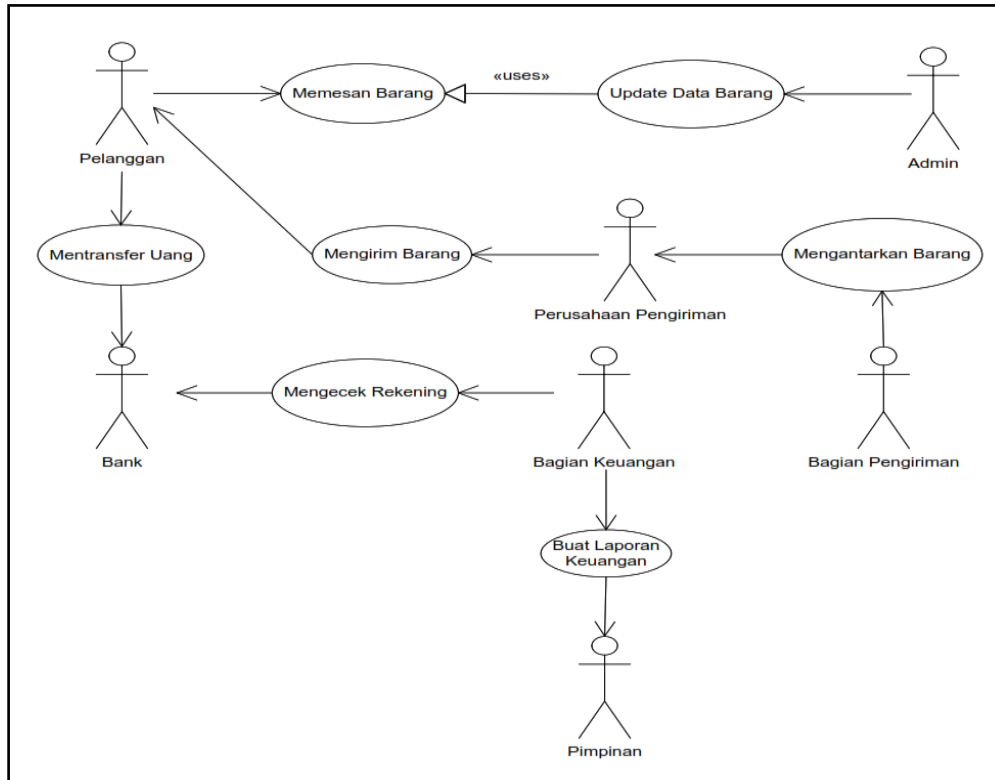 «uses»
Memesan Barang
Update Data Barang
Pelanggan
Admin
Mentransfer Uang
Mengirim Barang
Mengantarkan Barang
Perusahaan Pengiriman
Mengecek Rekening
Bank
Bagian Keuangan
Bagian Pengiriman
Buat Laporan
Keuangan
Pimpinan